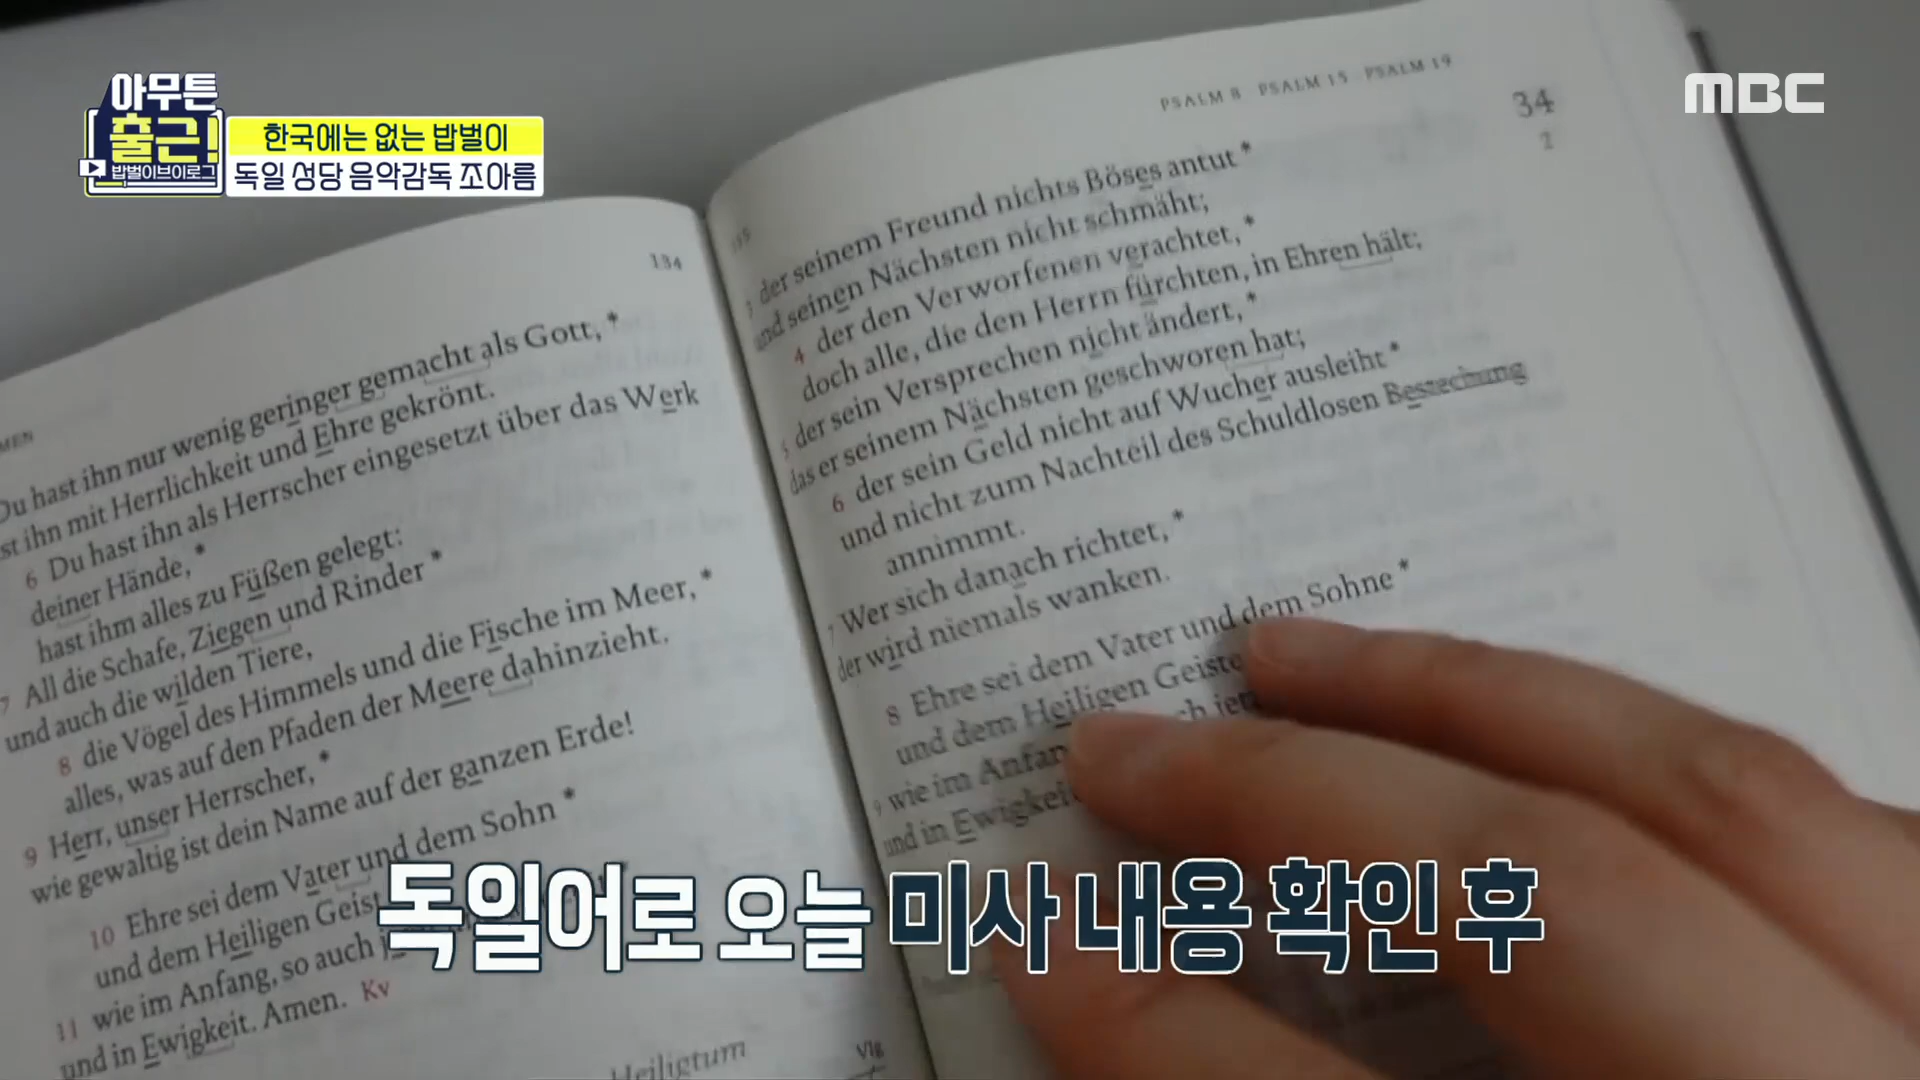 아무튼
출근!
밥벌이브이로그
한국에는 없는 밥벌이
독일 성당 음악감독 조아름
MBC
134
Du hast ihn nur wenig geringer gemacht als Gott, *
ihn mit Herrlichkeit und Ehre gekrönt.
6 Du hast ihn als Herrscher eingesetzt über das Werk
deiner Hände, *
hast ihm alles zu Füßen gelegt:
7 All die Schafe, Ziegen und Rinder *
und auch die wilden Tiere,
8 die Vögel des Himmels und die Fische im Meer, *
alles, was auf den Pfaden der Meere dahinzieht.
9 Herr, unser Herrscher, *
wie gewaltig ist dein Name auf der ganzen Erde!
10 Ehre sei dem Vater und dem Sohn *
und dem Heiligen Geist
11 wie im Anfang, so auch
und in Ewigkeit. Amen. Kv
Heiligtum
PSALM 8 PSALM 15 PSALM 19
34
3 der seinem Freund nichts Böses antut *
und seinen Nächsten nicht schmäht;
4 der den Verworfenen verachtet, *
doch alle, die den Herrn fürchten, in Ehren hält;
5 der sein Versprechen nicht ändert, *
das er seinem Nächsten geschworen hat;
6 der sein Geld nicht auf Wucher ausleiht *
und nicht zum Nachteil des Schuldlosen Bestechung
annimmt.
7 Wer sich danach richtet, *
der wird niemals wanken.
8 Ehre sei dem Vater und dem Sohne *
und dem Heiligen Geiste
9 wie im
und in
독일어로 오늘 미사 내용 확인 후